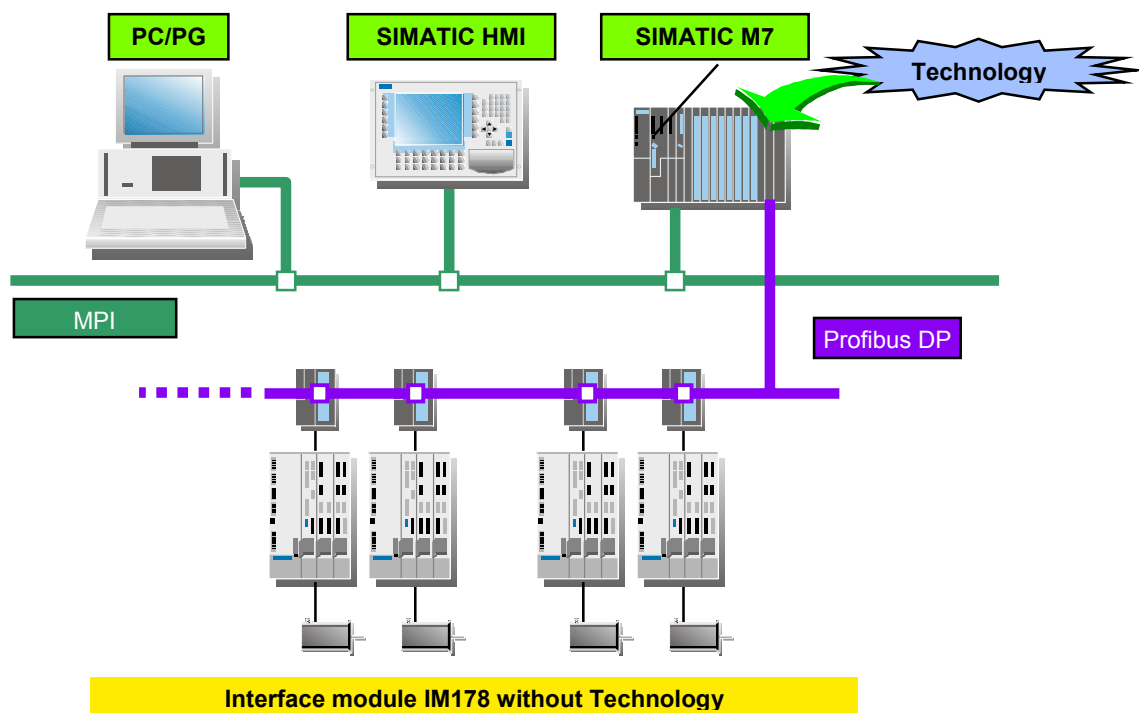 PC/PG
SIMATIC HMI
SIMATIC M7
Technology
MPI
Profibus DP
Interface module IM178 without Technology